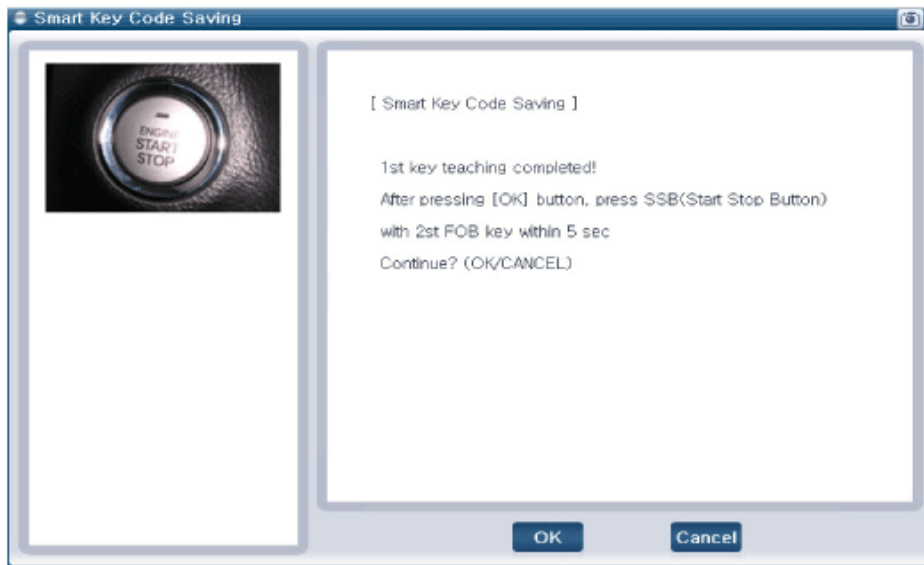 Smart Key Code Saving
ENGINE
START
STOP
[ Smart Key Code Saving ]
1st key teaching completed!
After pressing [OK] button, press SSB(Start Stop Button)
with 2st FOB key within 5 sec
Continue? (OK/CANCEL)
OK
Cancel